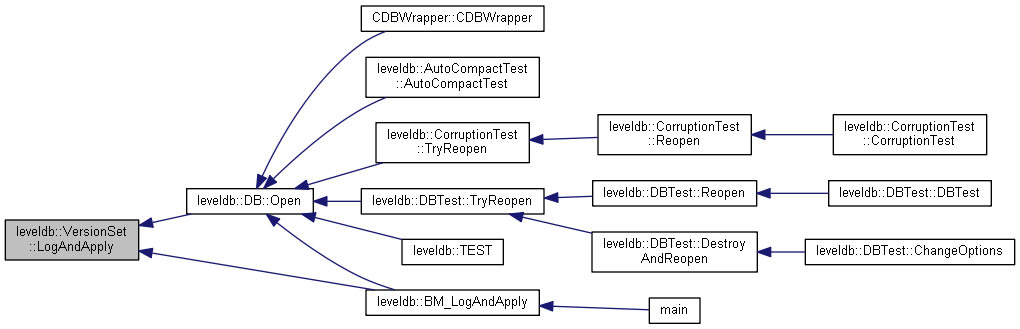 CDBWrapper::CDBWrapper
leveldb::AutoCompactTest
::AutoCompactTest
leveldb::CorruptionTest
::TryReopen
leveldb::CorruptionTest
::Reopen
leveldb::CorruptionTest
::CorruptionTest
leveldb::DB::Open
leveldb::DBTest::TryReopen
leveldb::DBTest::Reopen
leveldb::DBTest::DBTest
leveldb::VersionSet
::LogAndApply
leveldb::TEST
leveldb::DBTest::Destroy
AndReopen
leveldb::DBTest::ChangeOptions
leveldb::BM_LogAndApply
main